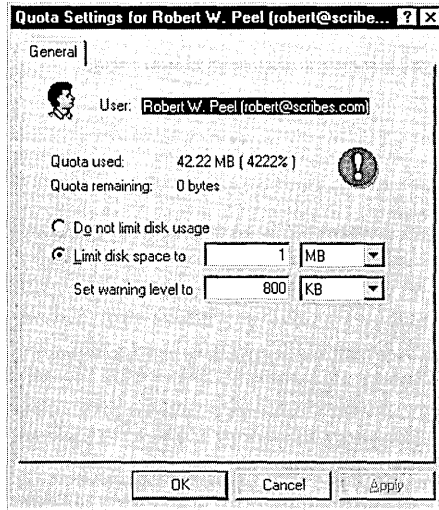 Quota Settings for Robert W. Peel (robert@scribe... ? ×
General
User: Robert W. Peel (robert@scribes.com)
Quota used: 42.22 MB ( 4222% )
Quota remaining: 0 bytes
Do not limit disk usage
Limit disk space to 1 MB
Set warning level to 800 KB
OK Cancel Apply